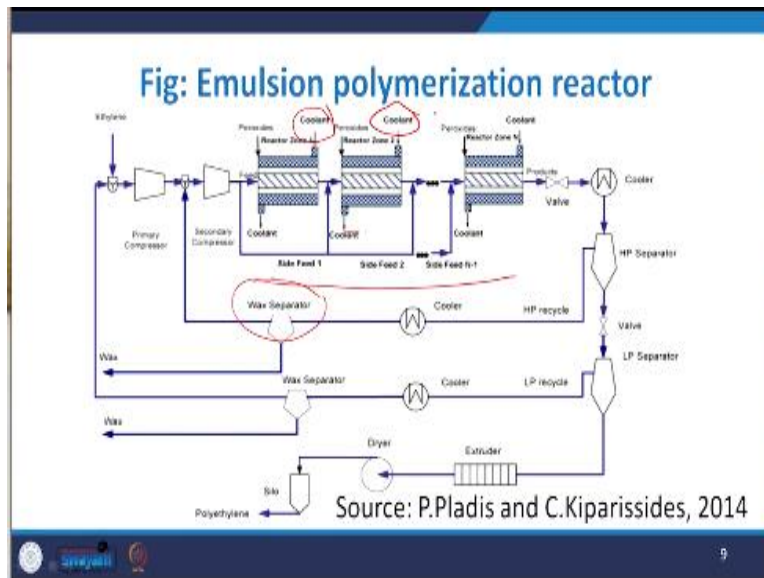 Fig: Emulsion polymerization reactor
Ethylene
Peroxides
Coolant
Reactor Zone 1
Peroxides
Coolant
Reactor Zone 2
Peroxides
Coolant
Reactor Zone N
Feed
Products
Valve
Cooler
Primary
Compressor
Secondary
Compressor
Coolant
Coolant
Coolant
Side Feed 1
Side Feed 2
Side Feed N-1
HP Separator
Wax Separator
Cooler
HP recycle
Valve
Wax
LP Separator
Wax Separator
Cooler
LP recycle
Wax
Dryer
Extruder
Silo
Polyethylene
Source: P.Pladis and C.Kiparissides, 2014
swayam
9